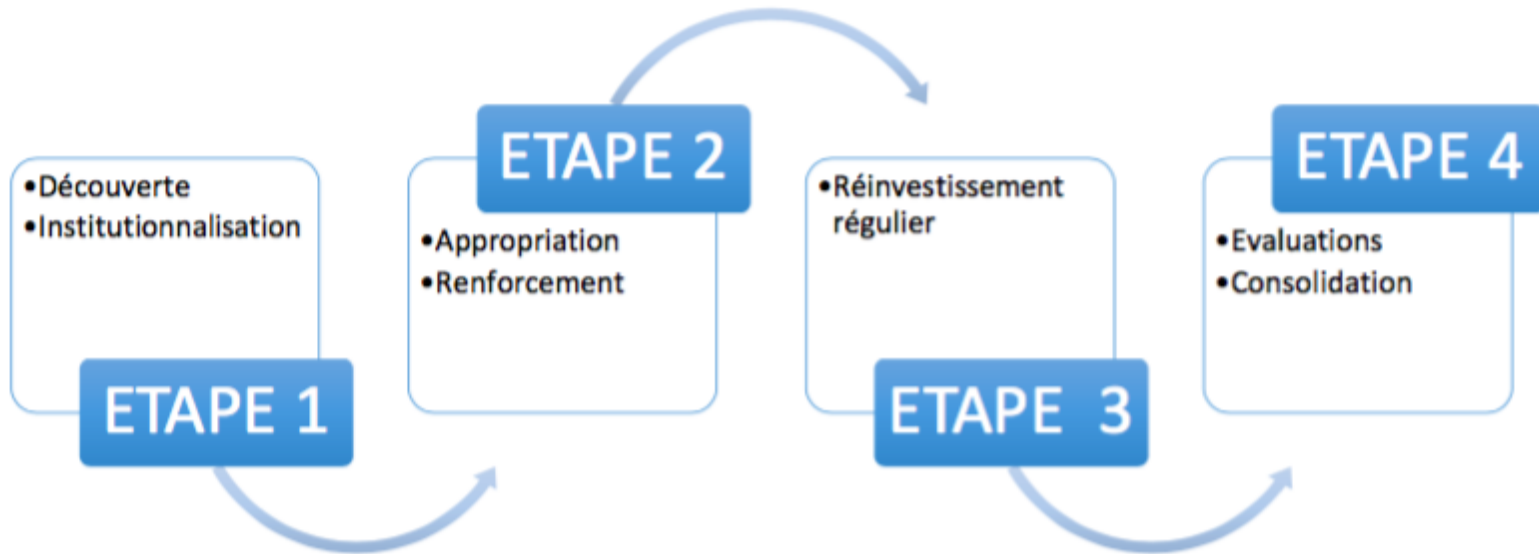 •Découverte
•Institutionnalisation
ETAPE 1
ETAPE 2
•Appropriation
•Renforcement
•Réinvestissement
régulier
ETAPE 3
ETAPE 4
•Evaluations
•Consolidation